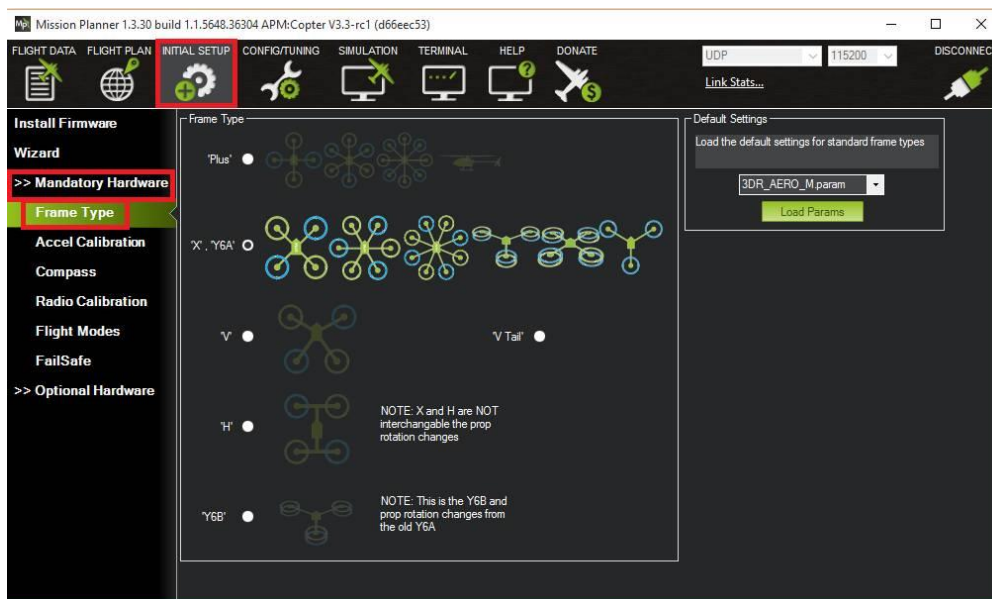 Mission Planner 1.3.30 build 1.1.5648.36304 APM:Copter V3.3-rc1 (d66eec53)
FLIGHT DATA FLIGHT PLAN INITIAL SETUP CONFIG/TUNING SIMULATION TERMINAL HELP DONATE
UDP 115200 DISCONNEC
Link Stats...
Install Firmware
Wizard
>> Mandatory Hardware
Frame Type
Accel Calibration
Compass
Radio Calibration
Flight Modes
FailSafe
>> Optional Hardware
Frame Type
'Plus'
'X', 'Y6A'
'V'
'V Tail'
'H'
NOTE: X and H are NOT
interchangable the prop
rotation changes
'Y6B'
NOTE: This is the Y6B and
prop rotation changes from
the old Y6A
Default Settings
Load the default settings for standard frame types
3DR_AERO_M.param
Load Params